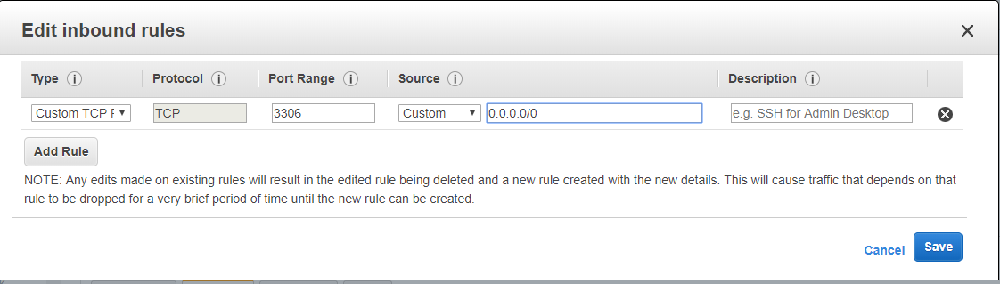 Edit inbound rules
Type Protocol Port Range Source Description
Custom TCP F TCP 3306 Custom 0.0.0.0/0 e.g. SSH for Admin Desktop
Add Rule
NOTE: Any edits made on existing rules will result in the edited rule being deleted and a new rule created with the new details. This will cause traffic that depends on that
rule to be dropped for a very brief period of time until the new rule can be created.
Cancel Save